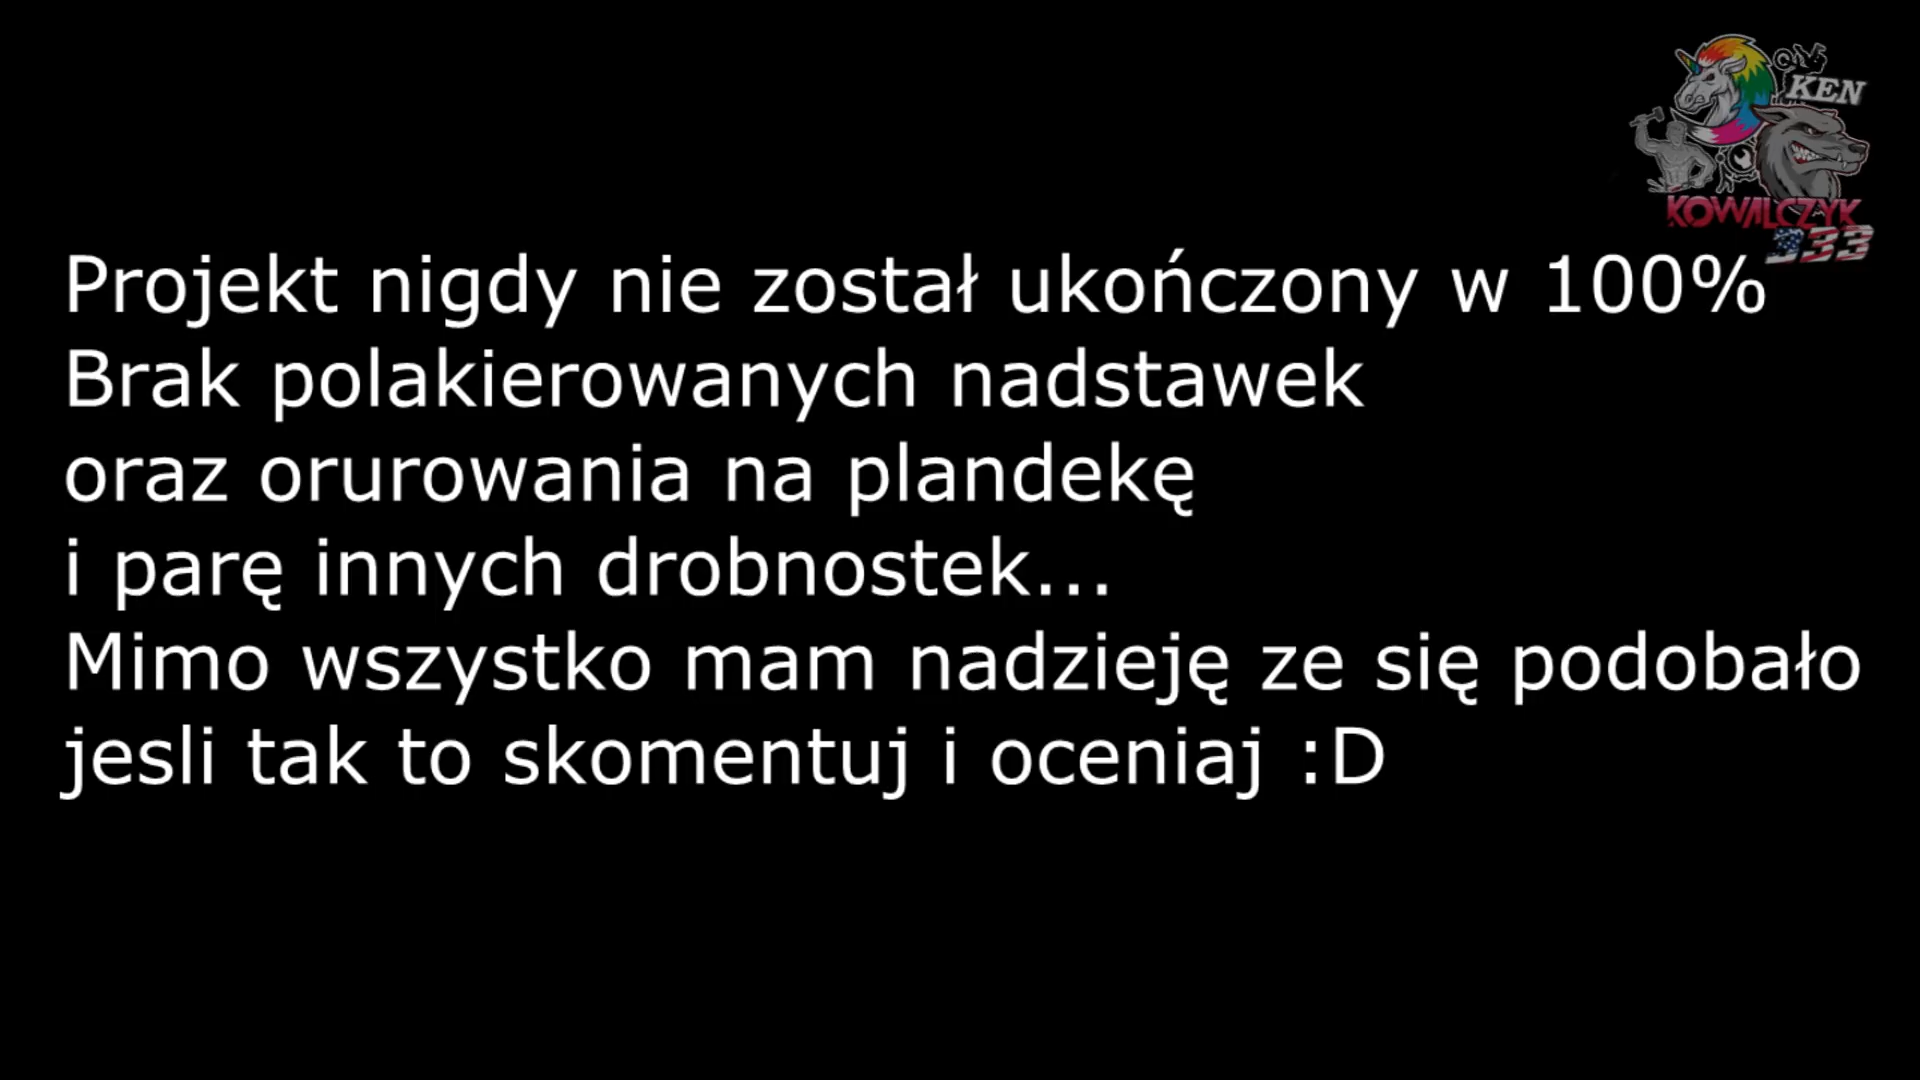 KEN
KOWALCZYK
933
Projekt nigdy nie został ukończony w 100%
Brak polakierowanych nadstawek
oraz orurowania na plandekę
i parę innych drobnostek...
Mimo wszystko mam nadzieję ze się podobało
jesli tak to skomentuj i oceniaj :D